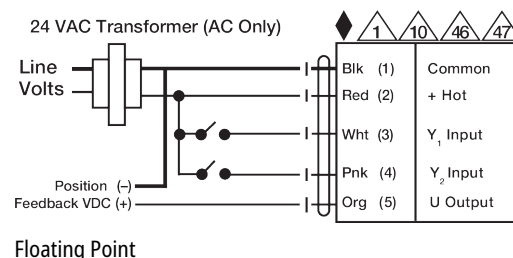 24 VAC Transformer (AC Only)
1 10 46 47
Line
Volts
Blk (1) Common
Red (2) + Hot
Wht (3) Y1 Input
Pnk (4) Y2 Input
Position (–)
Feedback VDC (+)
Org (5) U Output
Floating Point